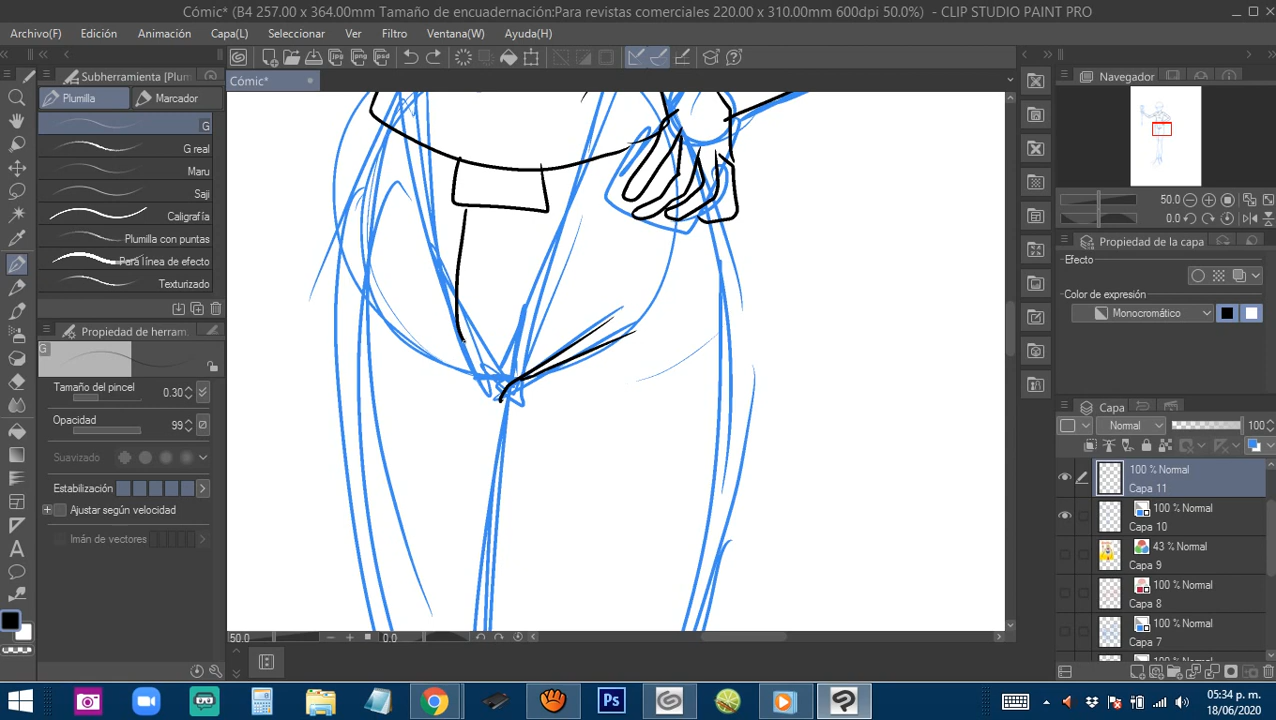 Cómic* (B4 257.00 x 364.00mm Tamaño de encuadernación:Para revistas comerciales 220.00 x 310.00mm 600dpi 50.0%) - CLIP STUDIO PAINT PRO
Archivo(F) Edición Animación Capa(L) Seleccionar Ver Filtro Ventana(W) Ayuda(H)
Subherramienta [Plum
Cómic*
Navegador
Plumilla Marcador
G
G real
Maru
Saji
Caligrafía
Plumilla con puntas
Para línea de efecto
Texturizado
50.0
0.0
Propiedad de la capa
Efecto
Color de expresión
Monocromático
Propiedad de herram
G
Tamaño del pincel 0.30
Opacidad 99
Suavizado
Estabilización
Ajustar según velocidad
Imán de vectores
Capa
Normal 100
100 % Normal
Capa 11
100 % Normal
Capa 10
43 % Normal
Capa 9
100 % Normal
Capa 8
100 % Normal
Capa 7
100 % Normal
50.0 0.0
Ps
05:34 p. m.
18/06/2020